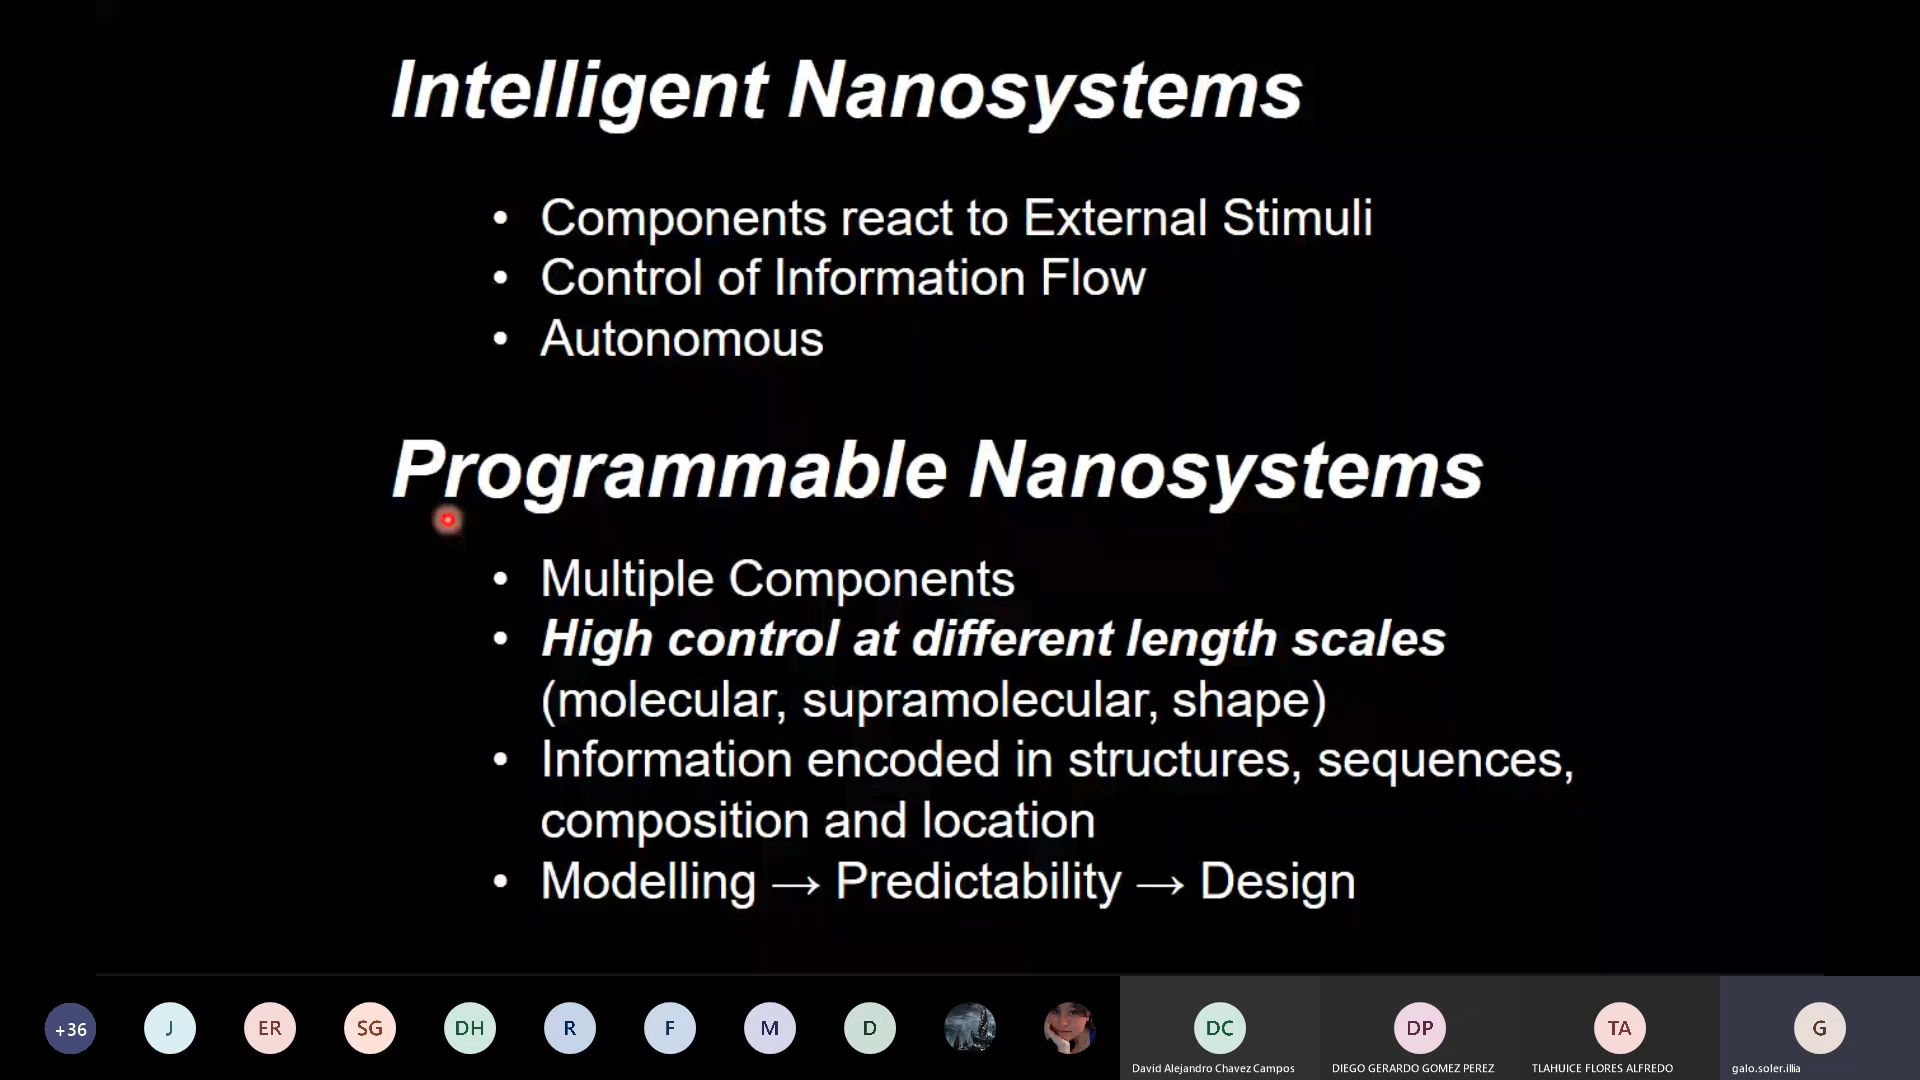 Intelligent Nanosystems
• Components react to External Stimuli
• Control of Information Flow
• Autonomous
Programmable Nanosystems
• Multiple Components
• High control at different length scales
(molecular, supramolecular, shape)
• Information encoded in structures, sequences,
composition and location
• Modelling → Predictability → Design
+36 J ER SG DH R F M D DC DP TA G
David Alejandro Chavez Campos DIEGO GERARDO GOMEZ PEREZ TLAHUICE FLORES ALFREDO galo.soler.illia